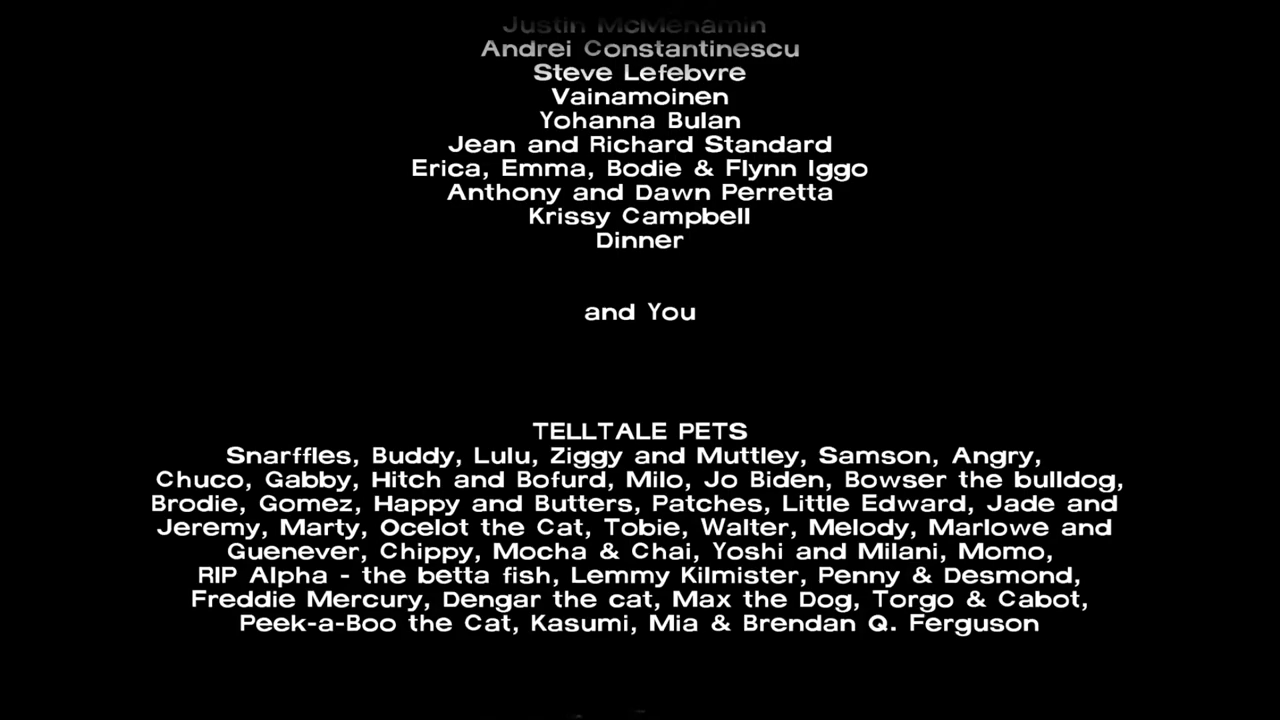 Justin McMenamin
Andrei Constantinescu
Steve Lefebvre
Vainamoinen
Yohanna Bulan
Jean and Richard Standard
Erica, Emma, Bodie & Flynn Iggo
Anthony and Dawn Perretta
Krissy Campbell
Dinner
and You
TELLTALE PETS
Snarffles, Buddy, Lulu, Ziggy and Muttley, Samson, Angry,
Chuco, Gabby, Hitch and Bofurd, Milo, Jo Biden, Bowser the bulldog,
Brodie, Gomez, Happy and Butters, Patches, Little Edward, Jade and
Jeremy, Marty, Ocelot the Cat, Tobie, Walter, Melody, Marlowe and
Guenever, Chippy, Mocha & Chai, Yoshi and Milani, Momo,
RIP Alpha - the betta fish, Lemmy Kilmister, Penny & Desmond,
Freddie Mercury, Dengar the cat, Max the Dog, Torgo & Cabot,
Peek-a-Boo the Cat, Kasumi, Mia & Brendan Q. Ferguson